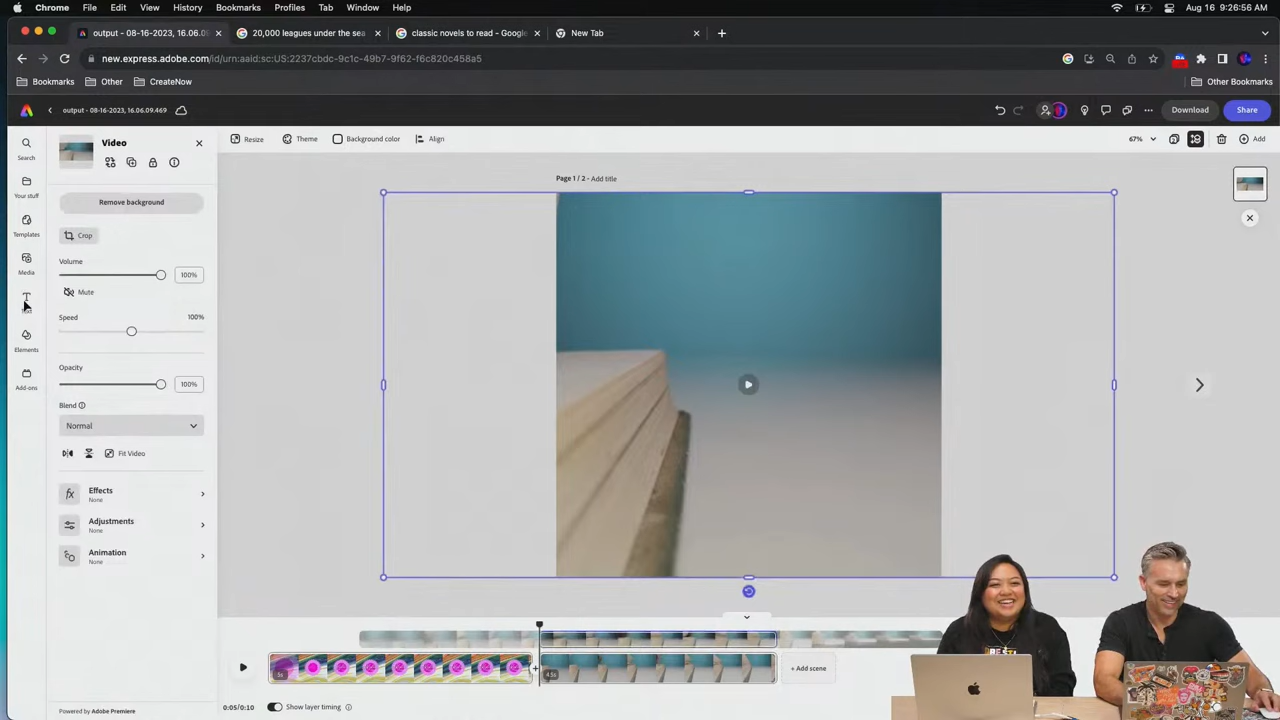 Chrome File Edit View History Bookmarks Profiles Tab Window Help Aug 16 9:26:56 AM
output - 08-16-2023, 16.06.0 20,000 leagues under the sea classic novels to read - Google New Tab
new.express.adobe.com/id/urn:aaid:sc:US:2237cbdc-9c1c-49b7-9f62-f6c820c458a5
Bookmarks Other CreateNow Other Bookmarks
output - 08-16-2023, 16.06.09.469 Download Share
Search
Your stuff
Templates
Media
Elements
Add-ons
Video
Remove background
Crop
Volume
100%
Mute
Speed 100%
Opacity
100%
Blend
Normal
Fit Video
Effects
None
Adjustments
None
Animation
None
Powered by Adobe Premiere
Resize Theme Background color Align 67% Add
Page 1 / 2 - Add title
5s 4.5s + Add scene
0:05/0:10 Show layer timing